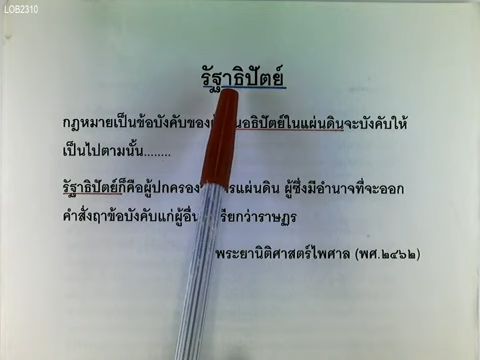 LOB2310
รัฐาธิปัตย์
กฎหมายเป็นข้อบังคับของ นอธิปัตย์ในแผ่นดินจะบังคับให้
เป็นไปตามนั้น........
รัฐาธิปัตย์ก็คือผู้ปกครอง รแผ่นดิน ผู้ซึ่งมีอำนาจที่จะออก
คำสั่งฤาข้อบังคับแก่ผู้อื่น รียกว่าราษฎร
พระยานิติศาสตร์ไพศาล (พศ.๒๔๖๒)